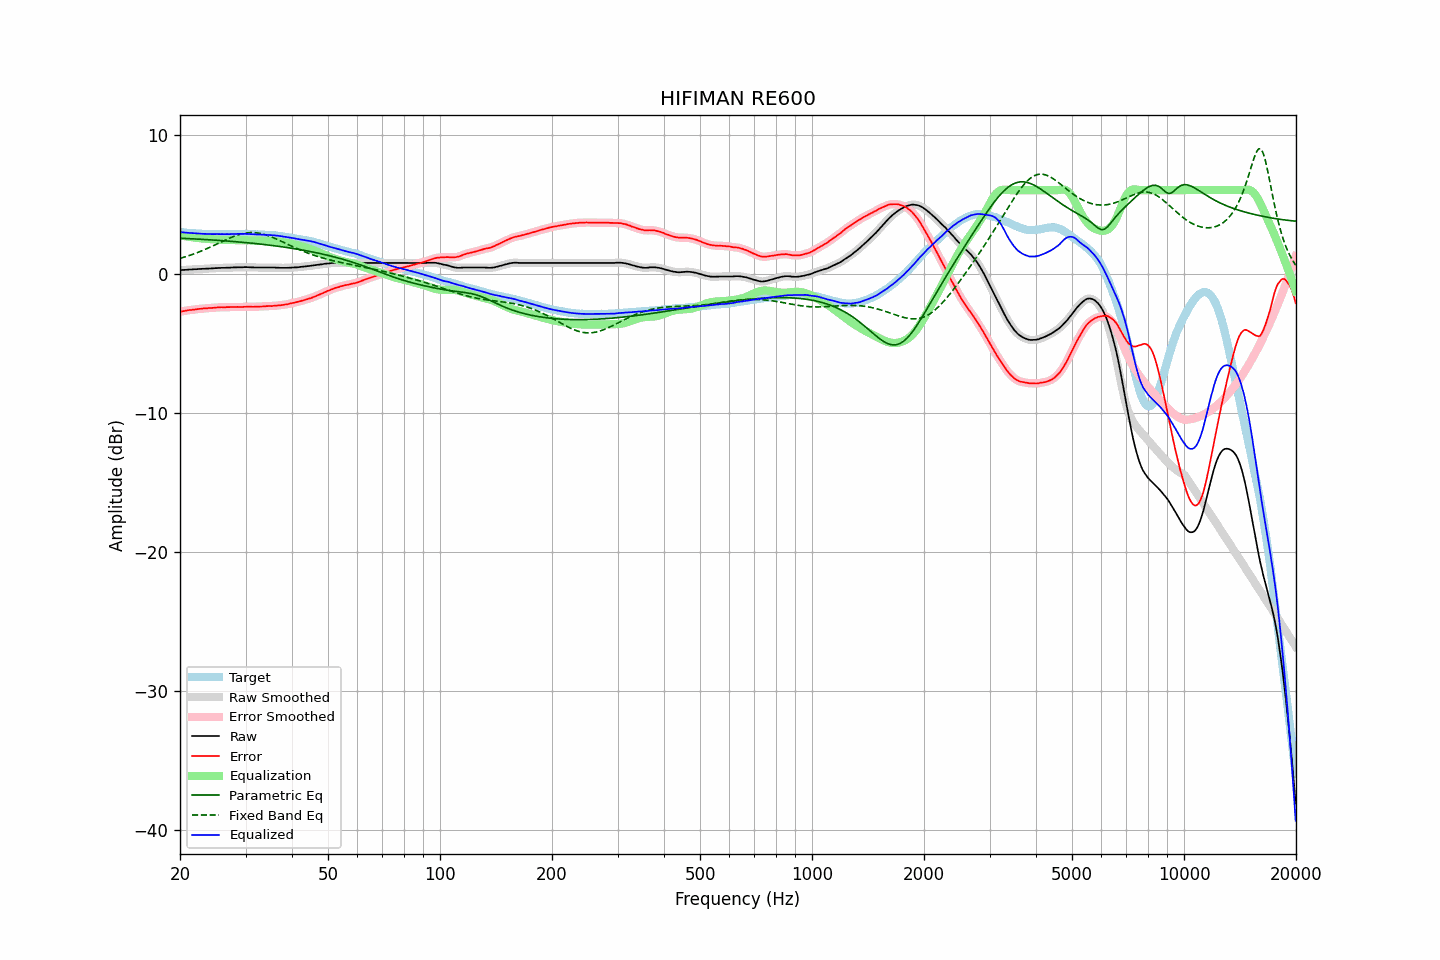 HIFIMAN RE600
10
0
−10
−20
−30
−40
Amplitude (dBr)
Target
Raw Smoothed
Error Smoothed
Raw
Error
Equalization
Parametric Eq
Fixed Band Eq
Equalized
20 50 100 200 500 1000 2000 5000 10000 20000
Frequency (Hz)